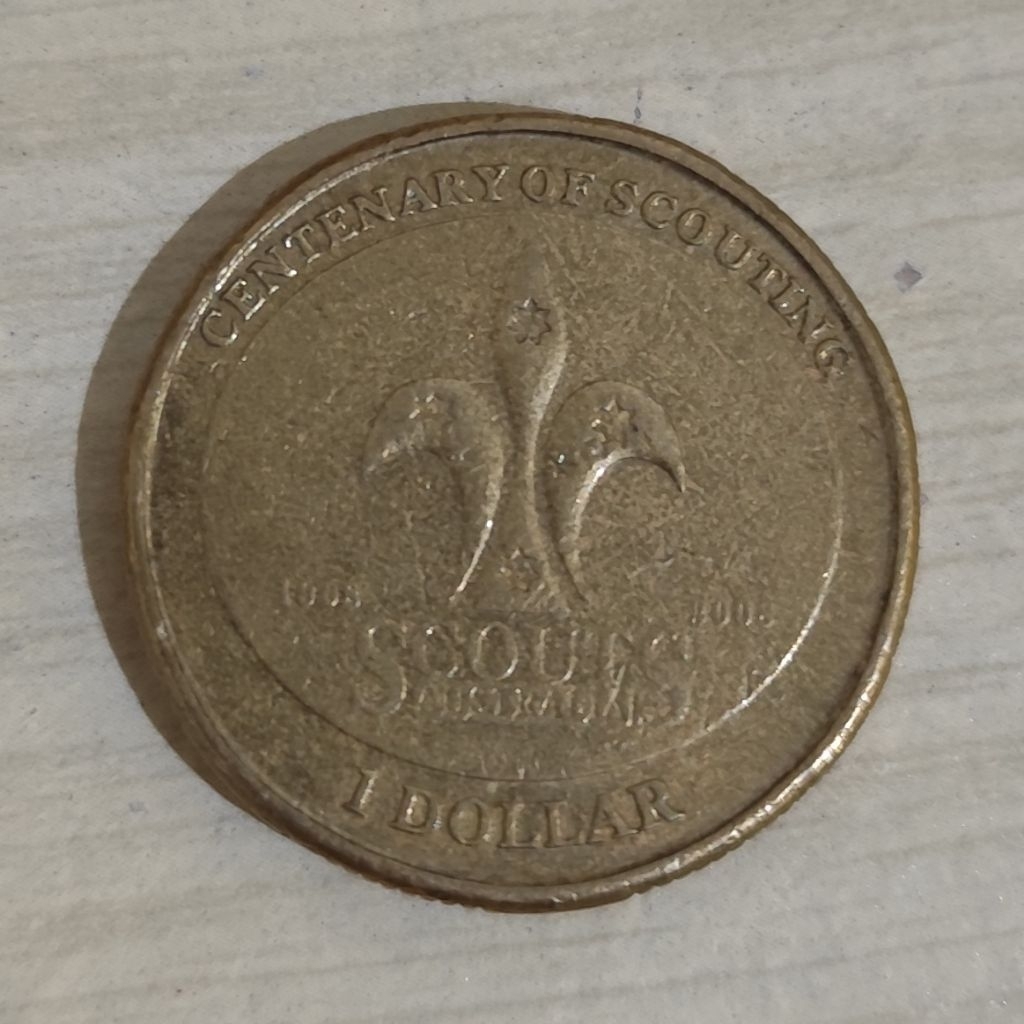 CENTENARY OF SCOUTING
1908 2008
SCOUTS
AUSTRALIA
1 DOLLAR